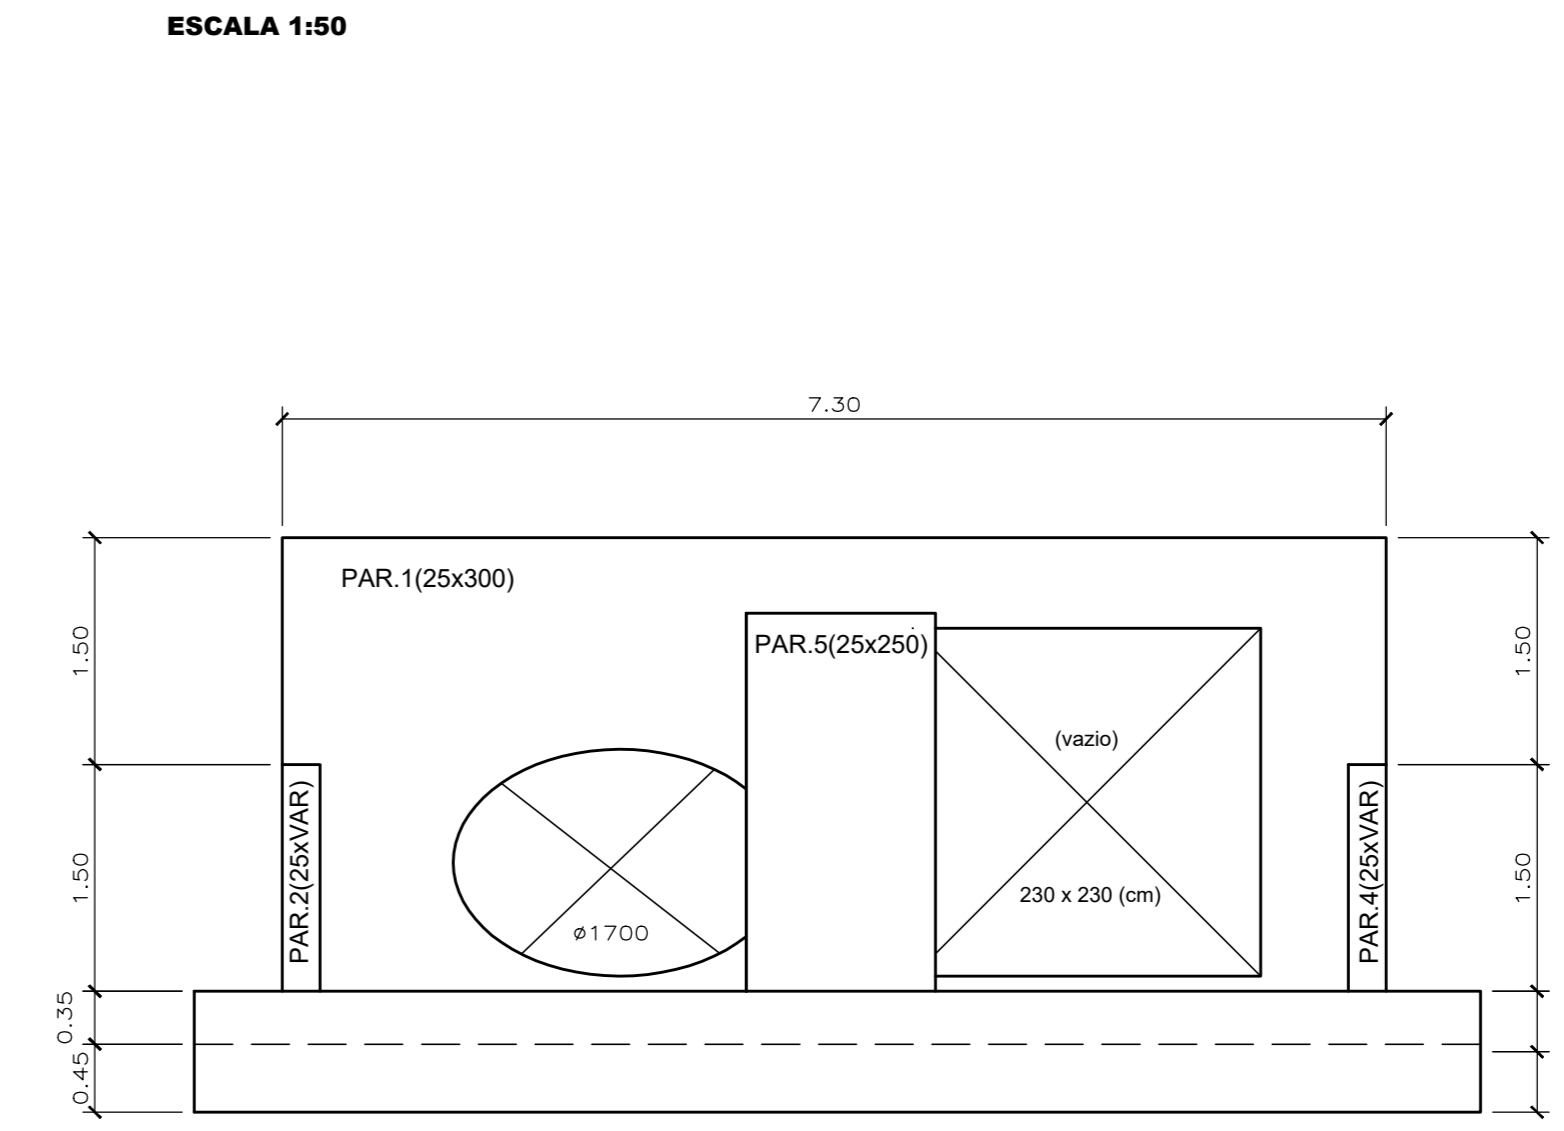 ESCALA 1:50
7.30
PAR.1(25x300)
1.50
1.50
PAR.5(25x250)
(vazio)
PAR.2(25xVAR)
PAR.4(25xVAR)
1.50
1.50
230 x 230 (cm)
ø1700
0.35
0.45